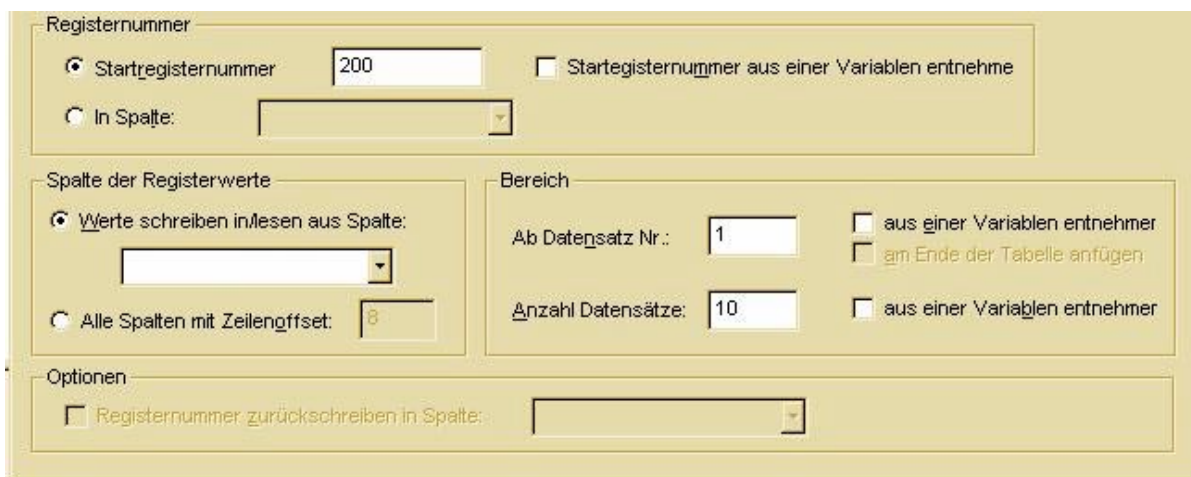 Registernummer
Startregisternummer 200 Startegisternummer aus einer Variablen entnehme
In Spalte:
Spalte der Registerwerte
Werte schreiben in/lesen aus Spalte:
Alle Spalten mit Zeilenoffset: 8
Bereich
Ab Datensatz Nr.: 1 aus einer Variablen entnehmer
am Ende der Tabelle anfügen
Anzahl Datensätze: 10 aus einer Variablen entnehmer
Optionen
Registernummer zurückschreiben in Spalte: